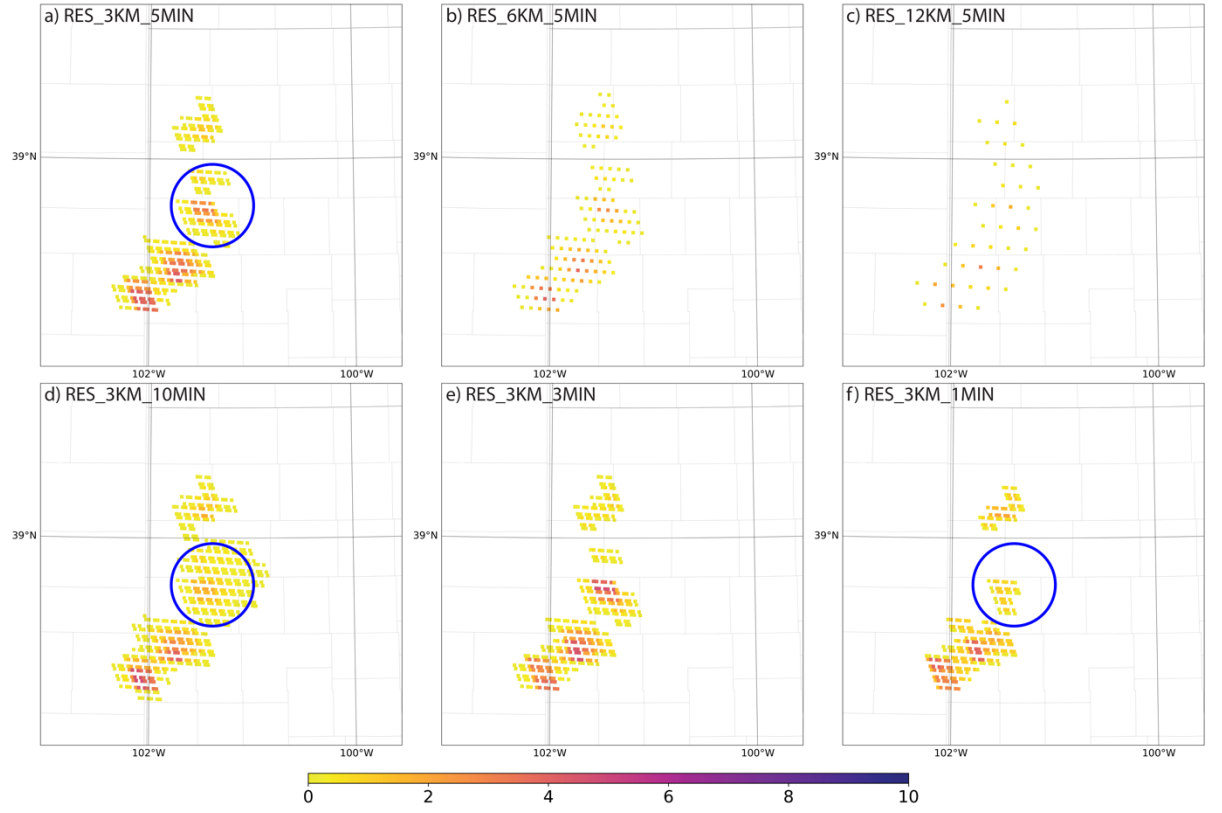 a) RES_3KM_5MIN
b) RES_6KM_5MIN
c) RES_12KM_5MIN
39°N
39°N
39°N
102°W
100°W
102°W
100°W
102°W
100°W
d) RES_3KM_10MIN
e) RES_3KM_3MIN
f) RES_3KM_1MIN
39°N
39°N
39°N
102°W
100°W
102°W
100°W
102°W
100°W
0
2
4
6
8
10